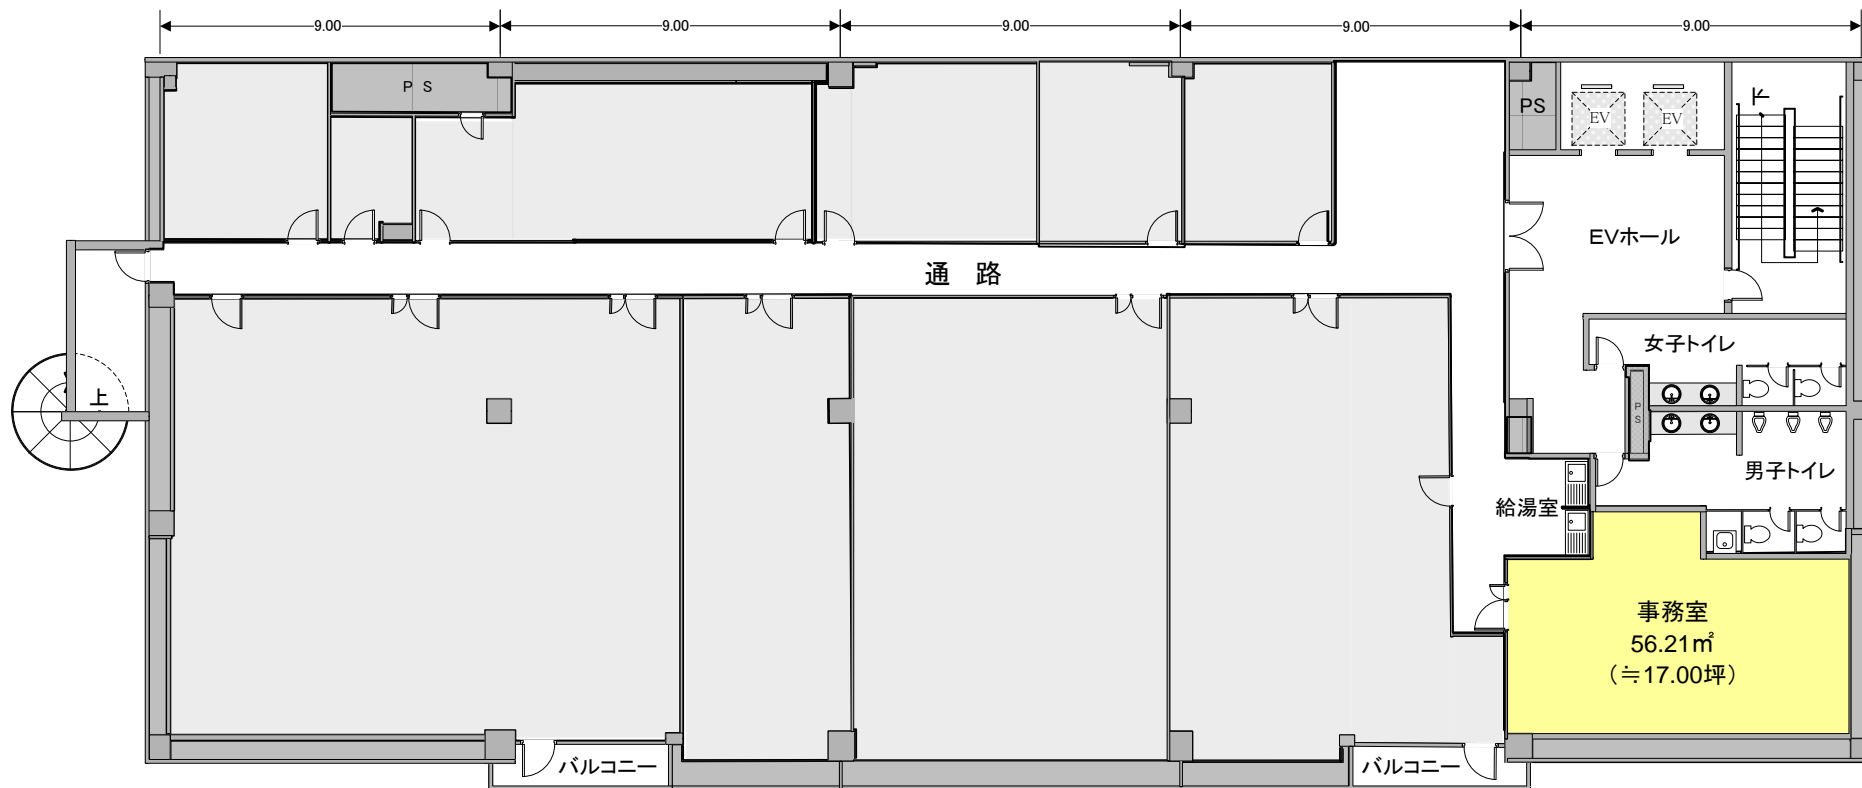 9.00
9.00
9.00
9.00
9.00
P S
PS
EV
EV
下
EVホール
通 路
女子トイレ
上
P S
男子トイレ
給湯室
事務室
56.21㎡
(≒17.00坪)
バルコニー
バルコニー